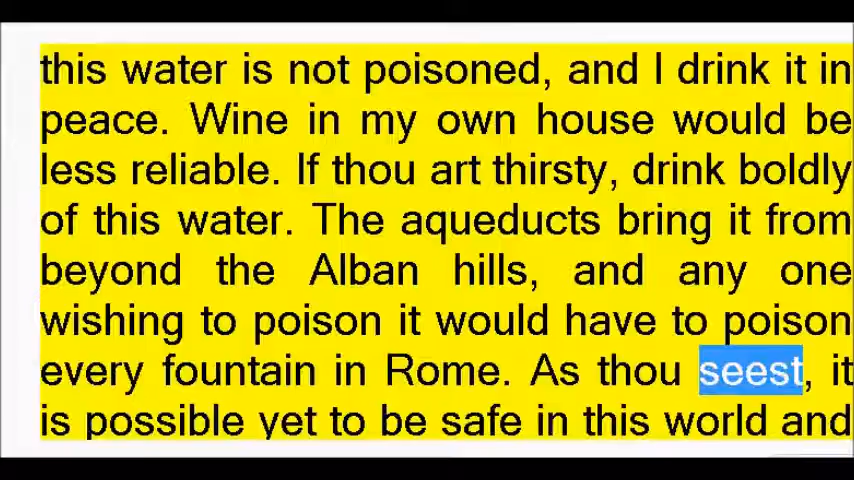 this water is not poisoned, and I drink it in
peace. Wine in my own house would be
less reliable. If thou art thirsty, drink boldly
of this water. The aqueducts bring it from
beyond the Alban hills, and any one
wishing to poison it would have to poison
every fountain in Rome. As thou seest, it
is possible yet to be safe in this world and